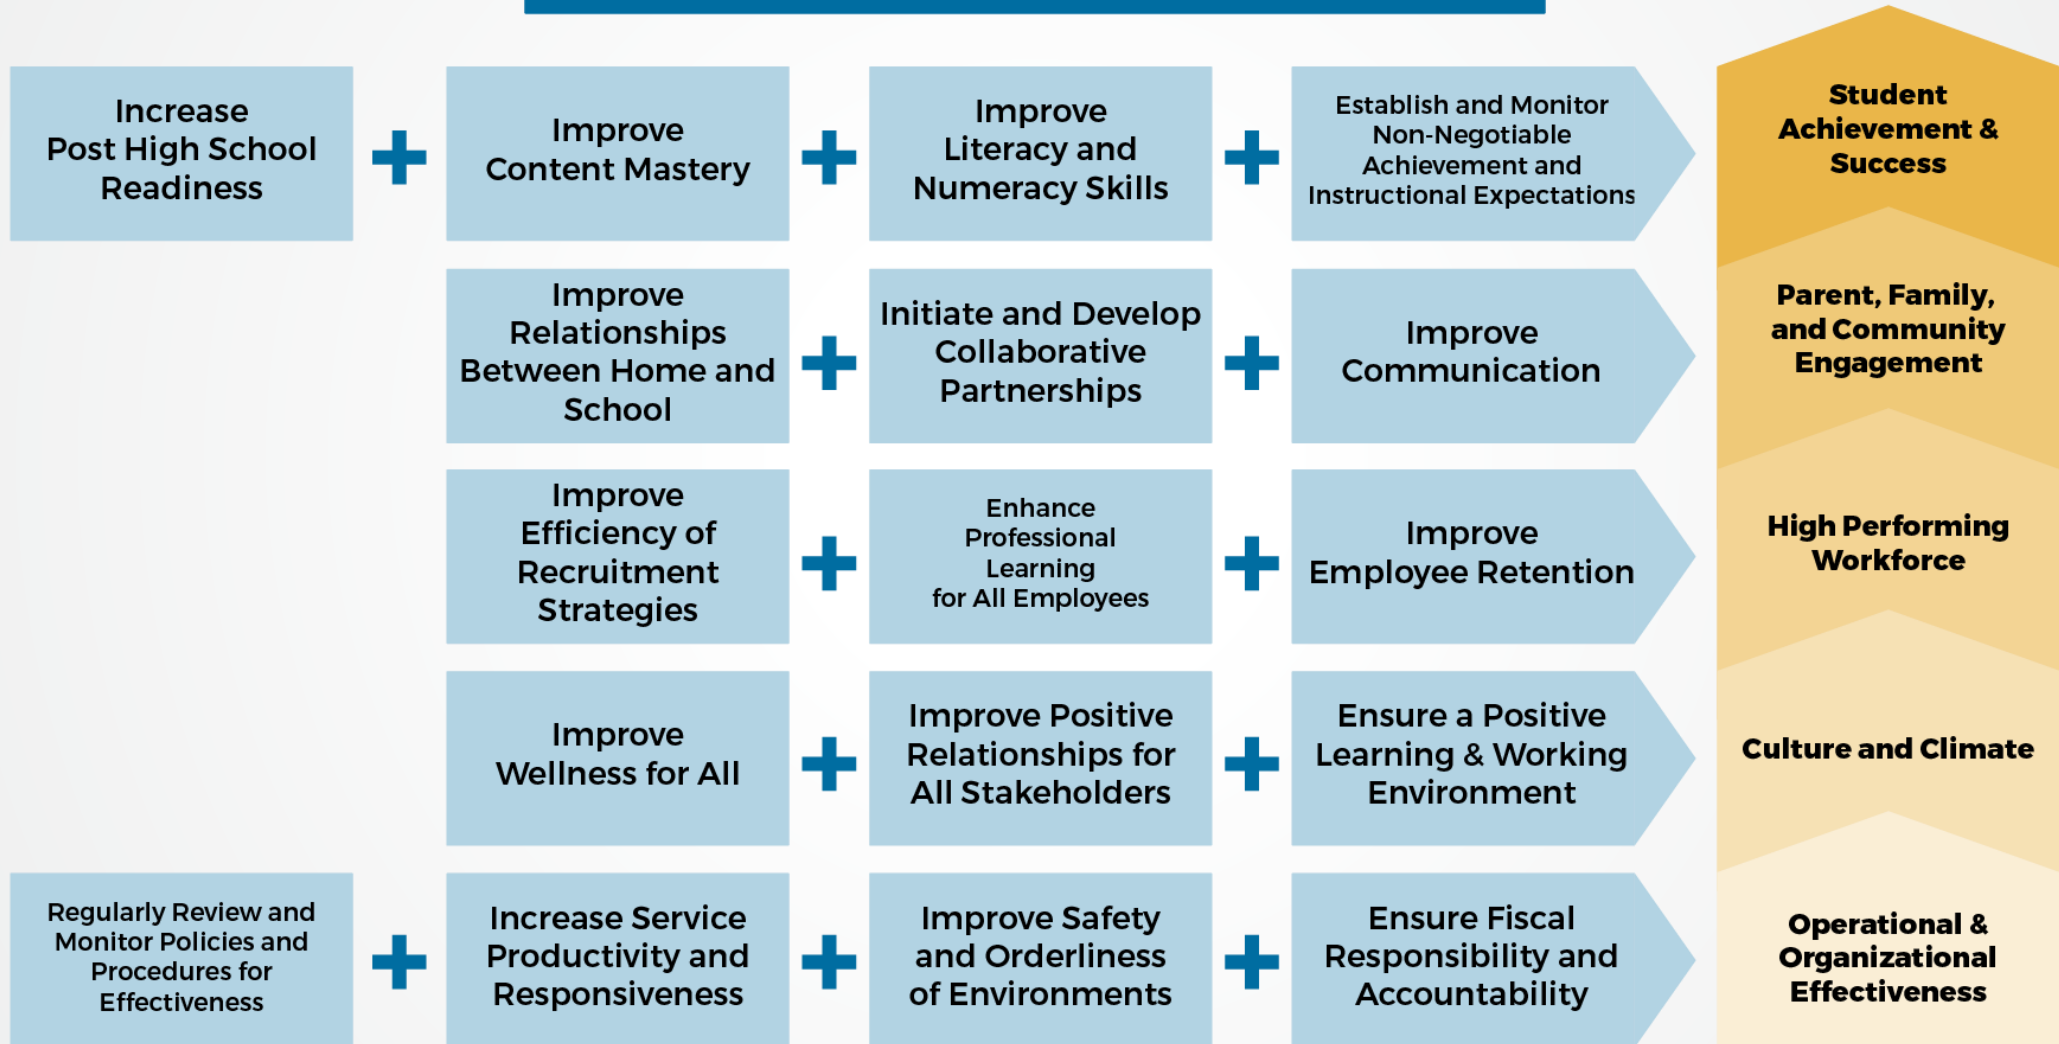 Increase
Post High School
Readiness
Improve
Content Mastery
Improve
Literacy and
Numeracy Skills
Establish and Monitor
Non-Negotiable
Achievement and
Instructional Expectations
Student
Achievement &
Success
Improve
Relationships
Between Home and
School
Initiate and Develop
Collaborative
Partnerships
Improve
Communication
Parent, Family,
and Community
Engagement
Improve
Efficiency of
Recruitment
Strategies
Enhance
Professional
Learning
for All Employees
Improve
Employee Retention
High Performing
Workforce
Improve
Wellness for All
Improve Positive
Relationships for
All Stakeholders
Ensure a Positive
Learning & Working
Environment
Culture and Climate
Regularly Review and
Monitor Policies and
Procedures for
Effectiveness
Increase Service
Productivity and
Responsiveness
Improve Safety
and Orderliness
of Environments
Ensure Fiscal
Responsibility and
Accountability
Operational &
Organizational
Effectiveness